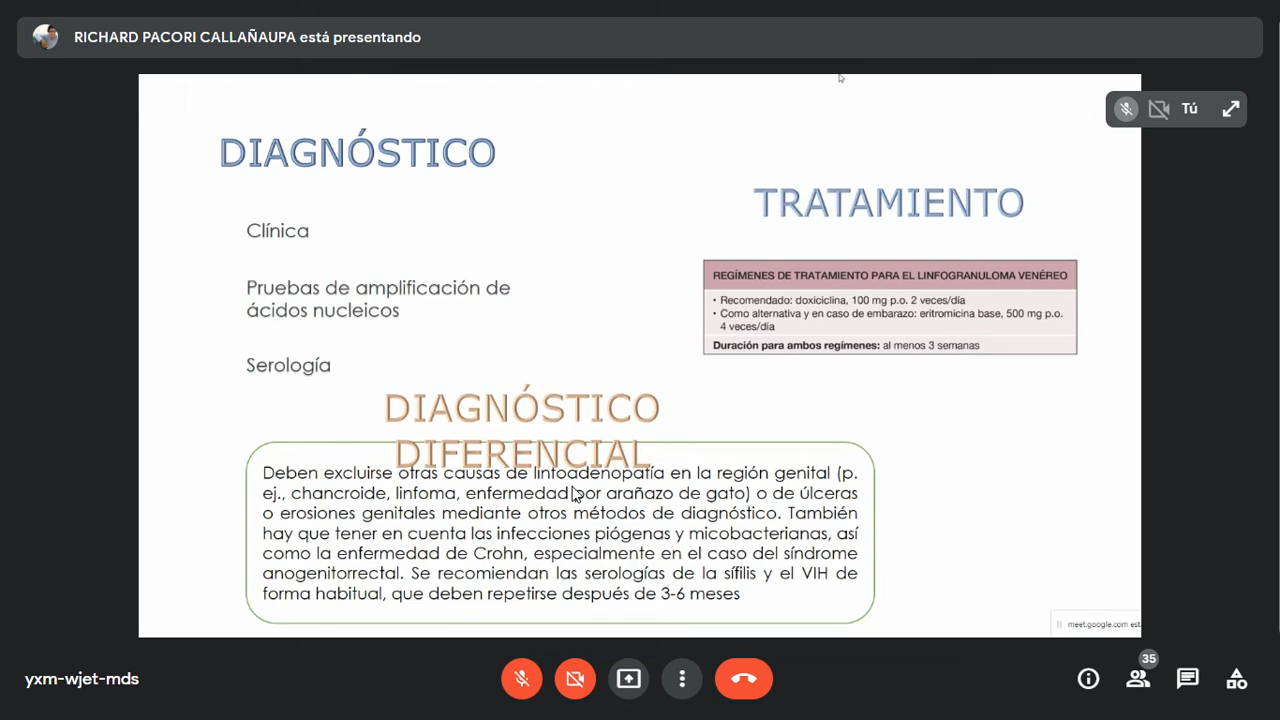 RICHARD PACORI CALLAÑAUPA está presentando
Tú
DIAGNÓSTICO
Clínica
Pruebas de amplificación de
ácidos nucleicos
Serología
TRATAMIENTO
REGÍMENES DE TRATAMIENTO PARA EL LINFOGRANULOMA VENÉREO
• Recomendado: doxiciclina, 100 mg p.o. 2 veces/día
• Como alternativa y en caso de embarazo: eritromicina base, 500 mg p.o.
4 veces/día
Duración para ambos regímenes: al menos 3 semanas
DIAGNÓSTICO
DIFERENCIAL
Deben excluirse otras causas de linfoadenopatía en la región genital (p.
ej., chancroide, linfoma, enfermedad por arañazo de gato) o de úlceras
o erosiones genitales mediante otros métodos de diagnóstico. También
hay que tener en cuenta las infecciones piógenas y micobacterianas, así
como la enfermedad de Crohn, especialmente en el caso del síndrome
anogenitorrectal. Se recomiendan las serologías de la sífilis y el VIH de
forma habitual, que deben repetirse después de 3-6 meses
meet.google.com est
yxm-wjet-mds
35